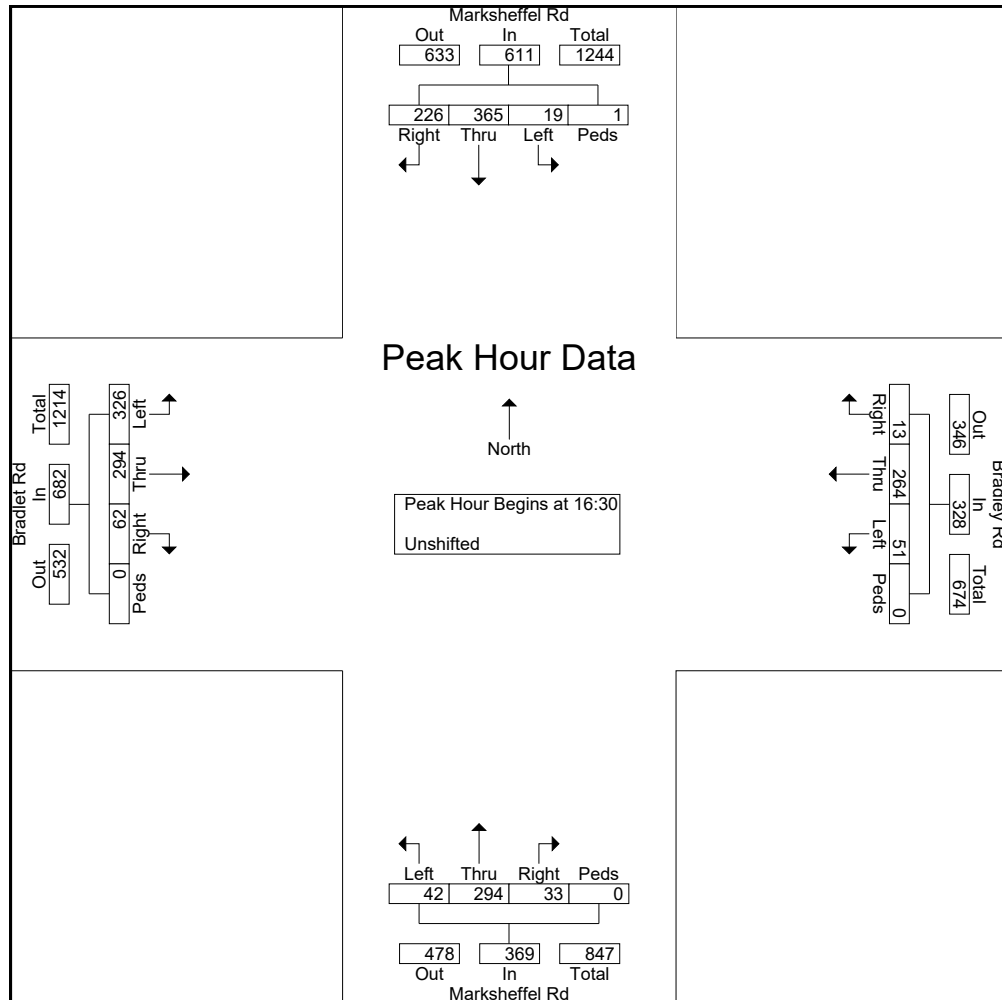 Marksheffel Rd
Out In Total
633 611 1244
226 365 19 1
Right Thru Left Peds
Peak Hour Data
North
Peak Hour Begins at 16:30
Unshifted
Bradlet Rd
Total In Out
1214 682 532
326 294 62 0
Left Thru Right Peds
Bradley Rd
Out In Total
346 328 674
13 264 51 0
Right Thru Left Peds
Left Thru Right Peds
42 294 33 0
478 369 847
Out In Total
Marksheffel Rd